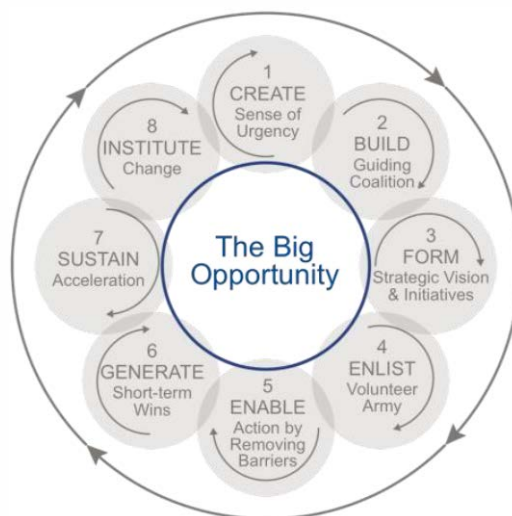 1
CREATE
Sense of
Urgency
2
BUILD
Guiding
Coalition
3
FORM
Strategic Vision
& Initiatives
4
ENLIST
Volunteer
Army
5
ENABLE
Action by
Removing
Barriers
6
GENERATE
Short-term
Wins
7
SUSTAIN
Acceleration
8
INSTITUTE
Change
The Big
Opportunity